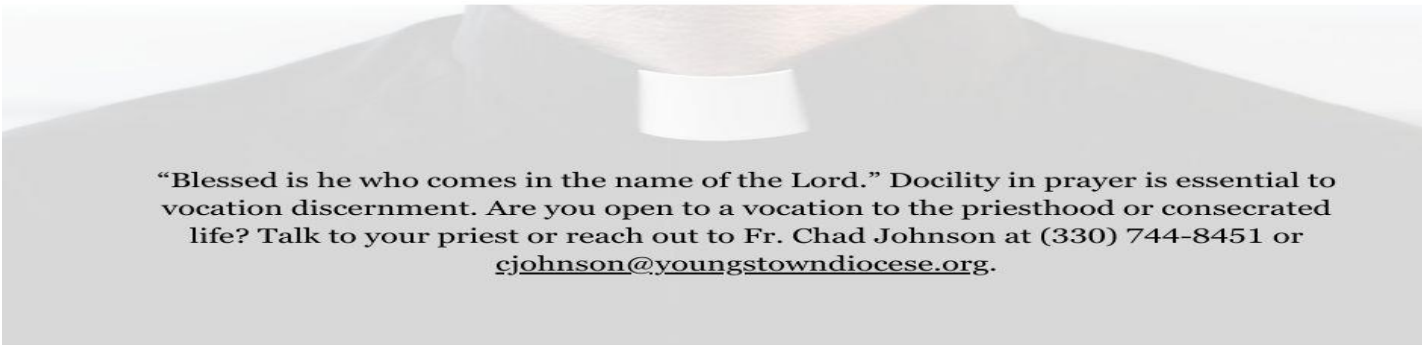 “Blessed is he who comes in the name of the Lord.” Docility in prayer is essential to
vocation discernment. Are you open to a vocation to the priesthood or consecrated
life? Talk to your priest or reach out to Fr. Chad Johnson at (330) 744-8451 or
cjohnson@youngstowndiocese.org.